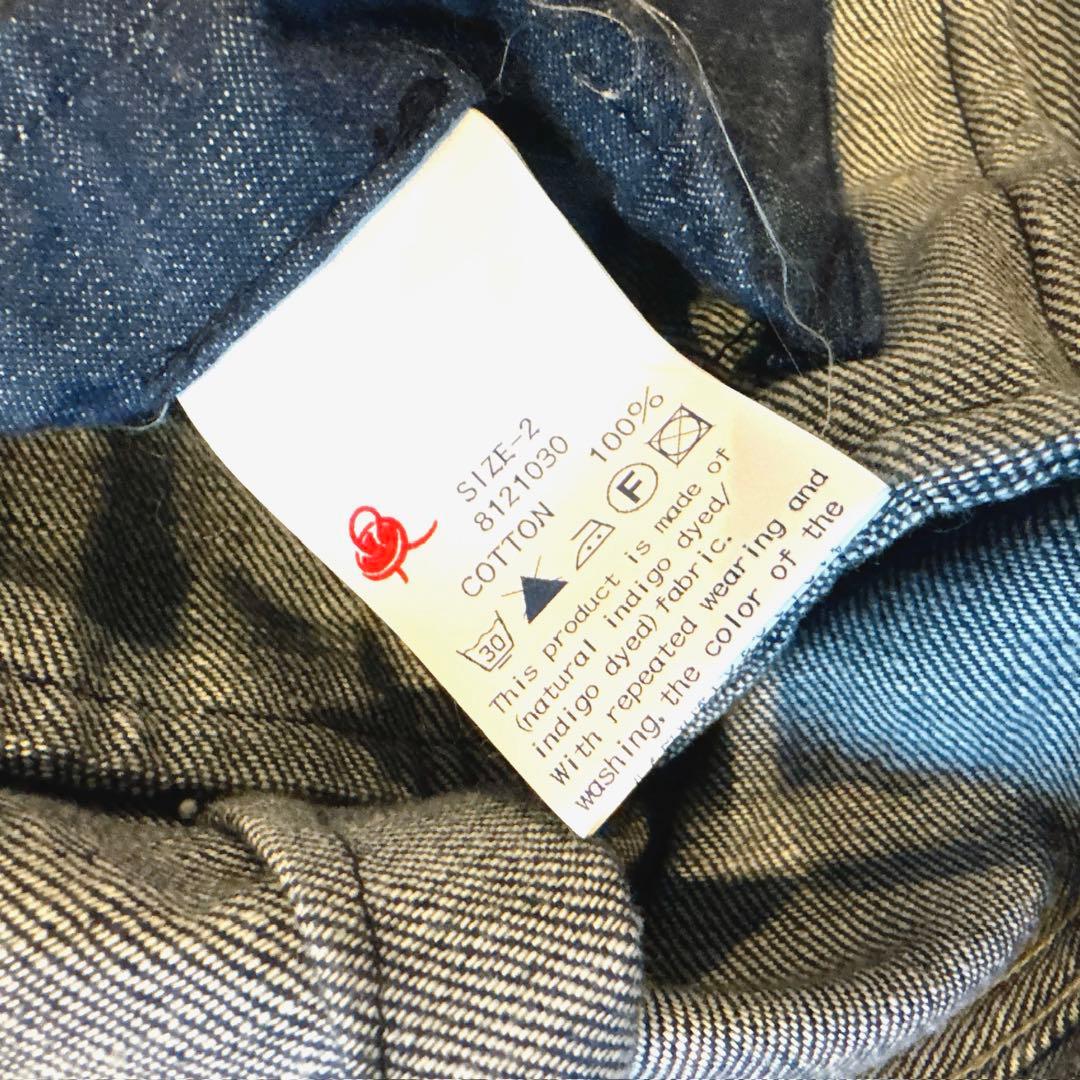 SIZE-2
8121030
COTTON 100%
30 F
This product is made of
(natural indigo dyed/
indigo dyed) fabric.
With repeated wearing and
washing, the color of the